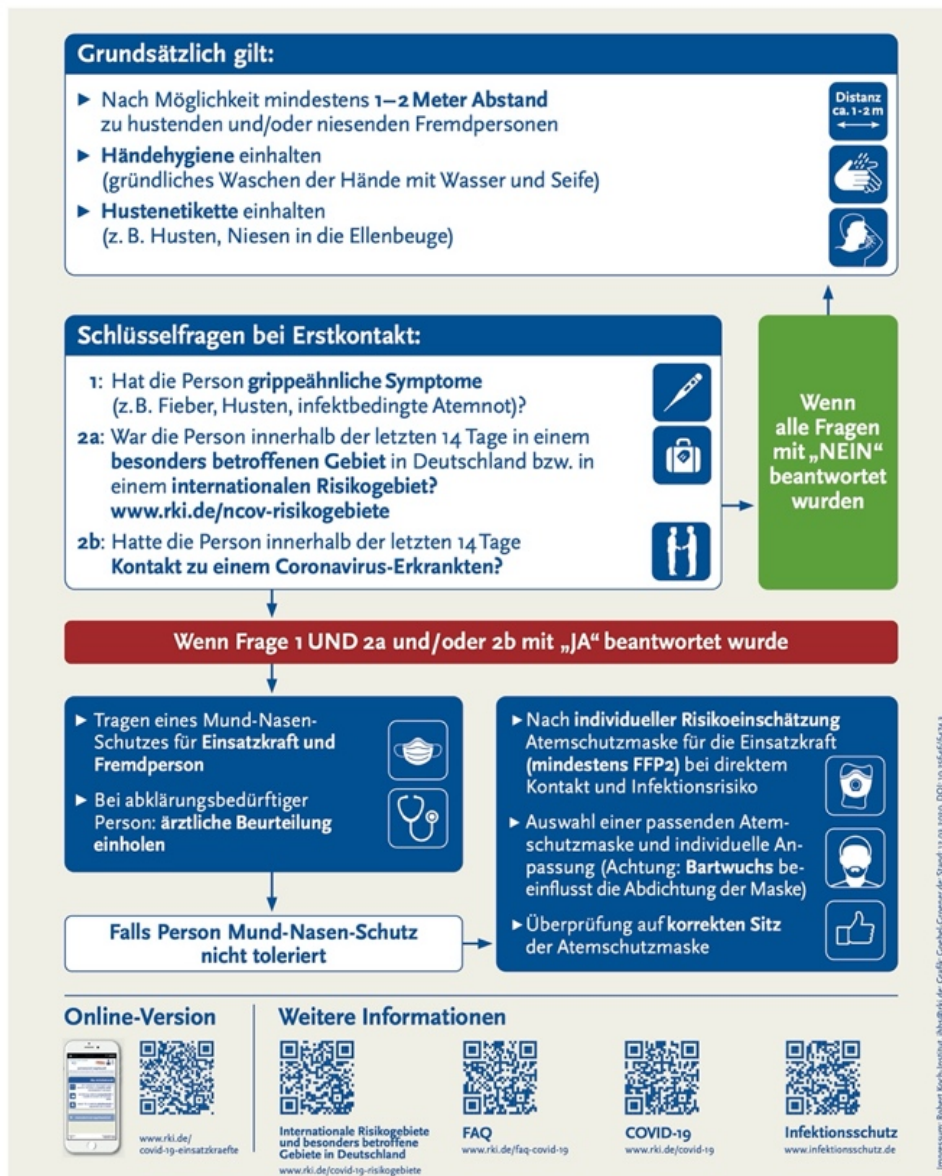 Grundsätzlich gilt:
► Nach Möglichkeit mindestens 1–2 Meter Abstand
zu hustenden und/oder niesenden Fremdpersonen
► Händehygiene einhalten
(gründliches Waschen der Hände mit Wasser und Seife)
► Hustenetikette einhalten
(z. B. Husten, Niesen in die Ellenbeuge)
Distanz
ca. 1-2 m
Schlüsselfragen bei Erstkontakt:
1: Hat die Person grippeähnliche Symptome
(z. B. Fieber, Husten, infektbedingte Atemnot)?
2a: War die Person innerhalb der letzten 14 Tage in einem
besonders betroffenen Gebiet in Deutschland bzw. in
einem internationalen Risikogebiet?
www.rki.de/ncov-risikogebiete
2b: Hatte die Person innerhalb der letzten 14 Tage
Kontakt zu einem Coronavirus-Erkrankten?
Wenn
alle Fragen
mit „NEIN“
beantwortet
wurden
Wenn Frage 1 UND 2a und/oder 2b mit „JA“ beantwortet wurde
► Tragen eines Mund-Nasen-
Schutzes für Einsatzkraft und
Fremdperson
► Bei abklärungsbedürftiger
Person: ärztliche Beurteilung
einholen
Falls Person Mund-Nasen-Schutz
nicht toleriert
► Nach individueller Risikoeinschätzung
Atemschutzmaske für die Einsatzkraft
(mindestens FFP2) bei direktem
Kontakt und Infektionsrisiko
► Auswahl einer passenden Atem-
schutzmaske und individuelle An-
passung (Achtung: Bartwuchs be-
einflusst die Abdichtung der Maske)
► Überprüfung auf korrekten Sitz
der Atemschutzmaske
Online-Version
www.rki.de/
covid-19-einsatzkraefte
Weitere Informationen
Internationale Risikogebiete
und besonders betroffene
Gebiete in Deutschland
www.rki.de/covid-19-risikogebiete
FAQ
www.rki.de/faq-covid-19
COVID-19
www.rki.de/covid-19
Infektionsschutz
www.infektionsschutz.de